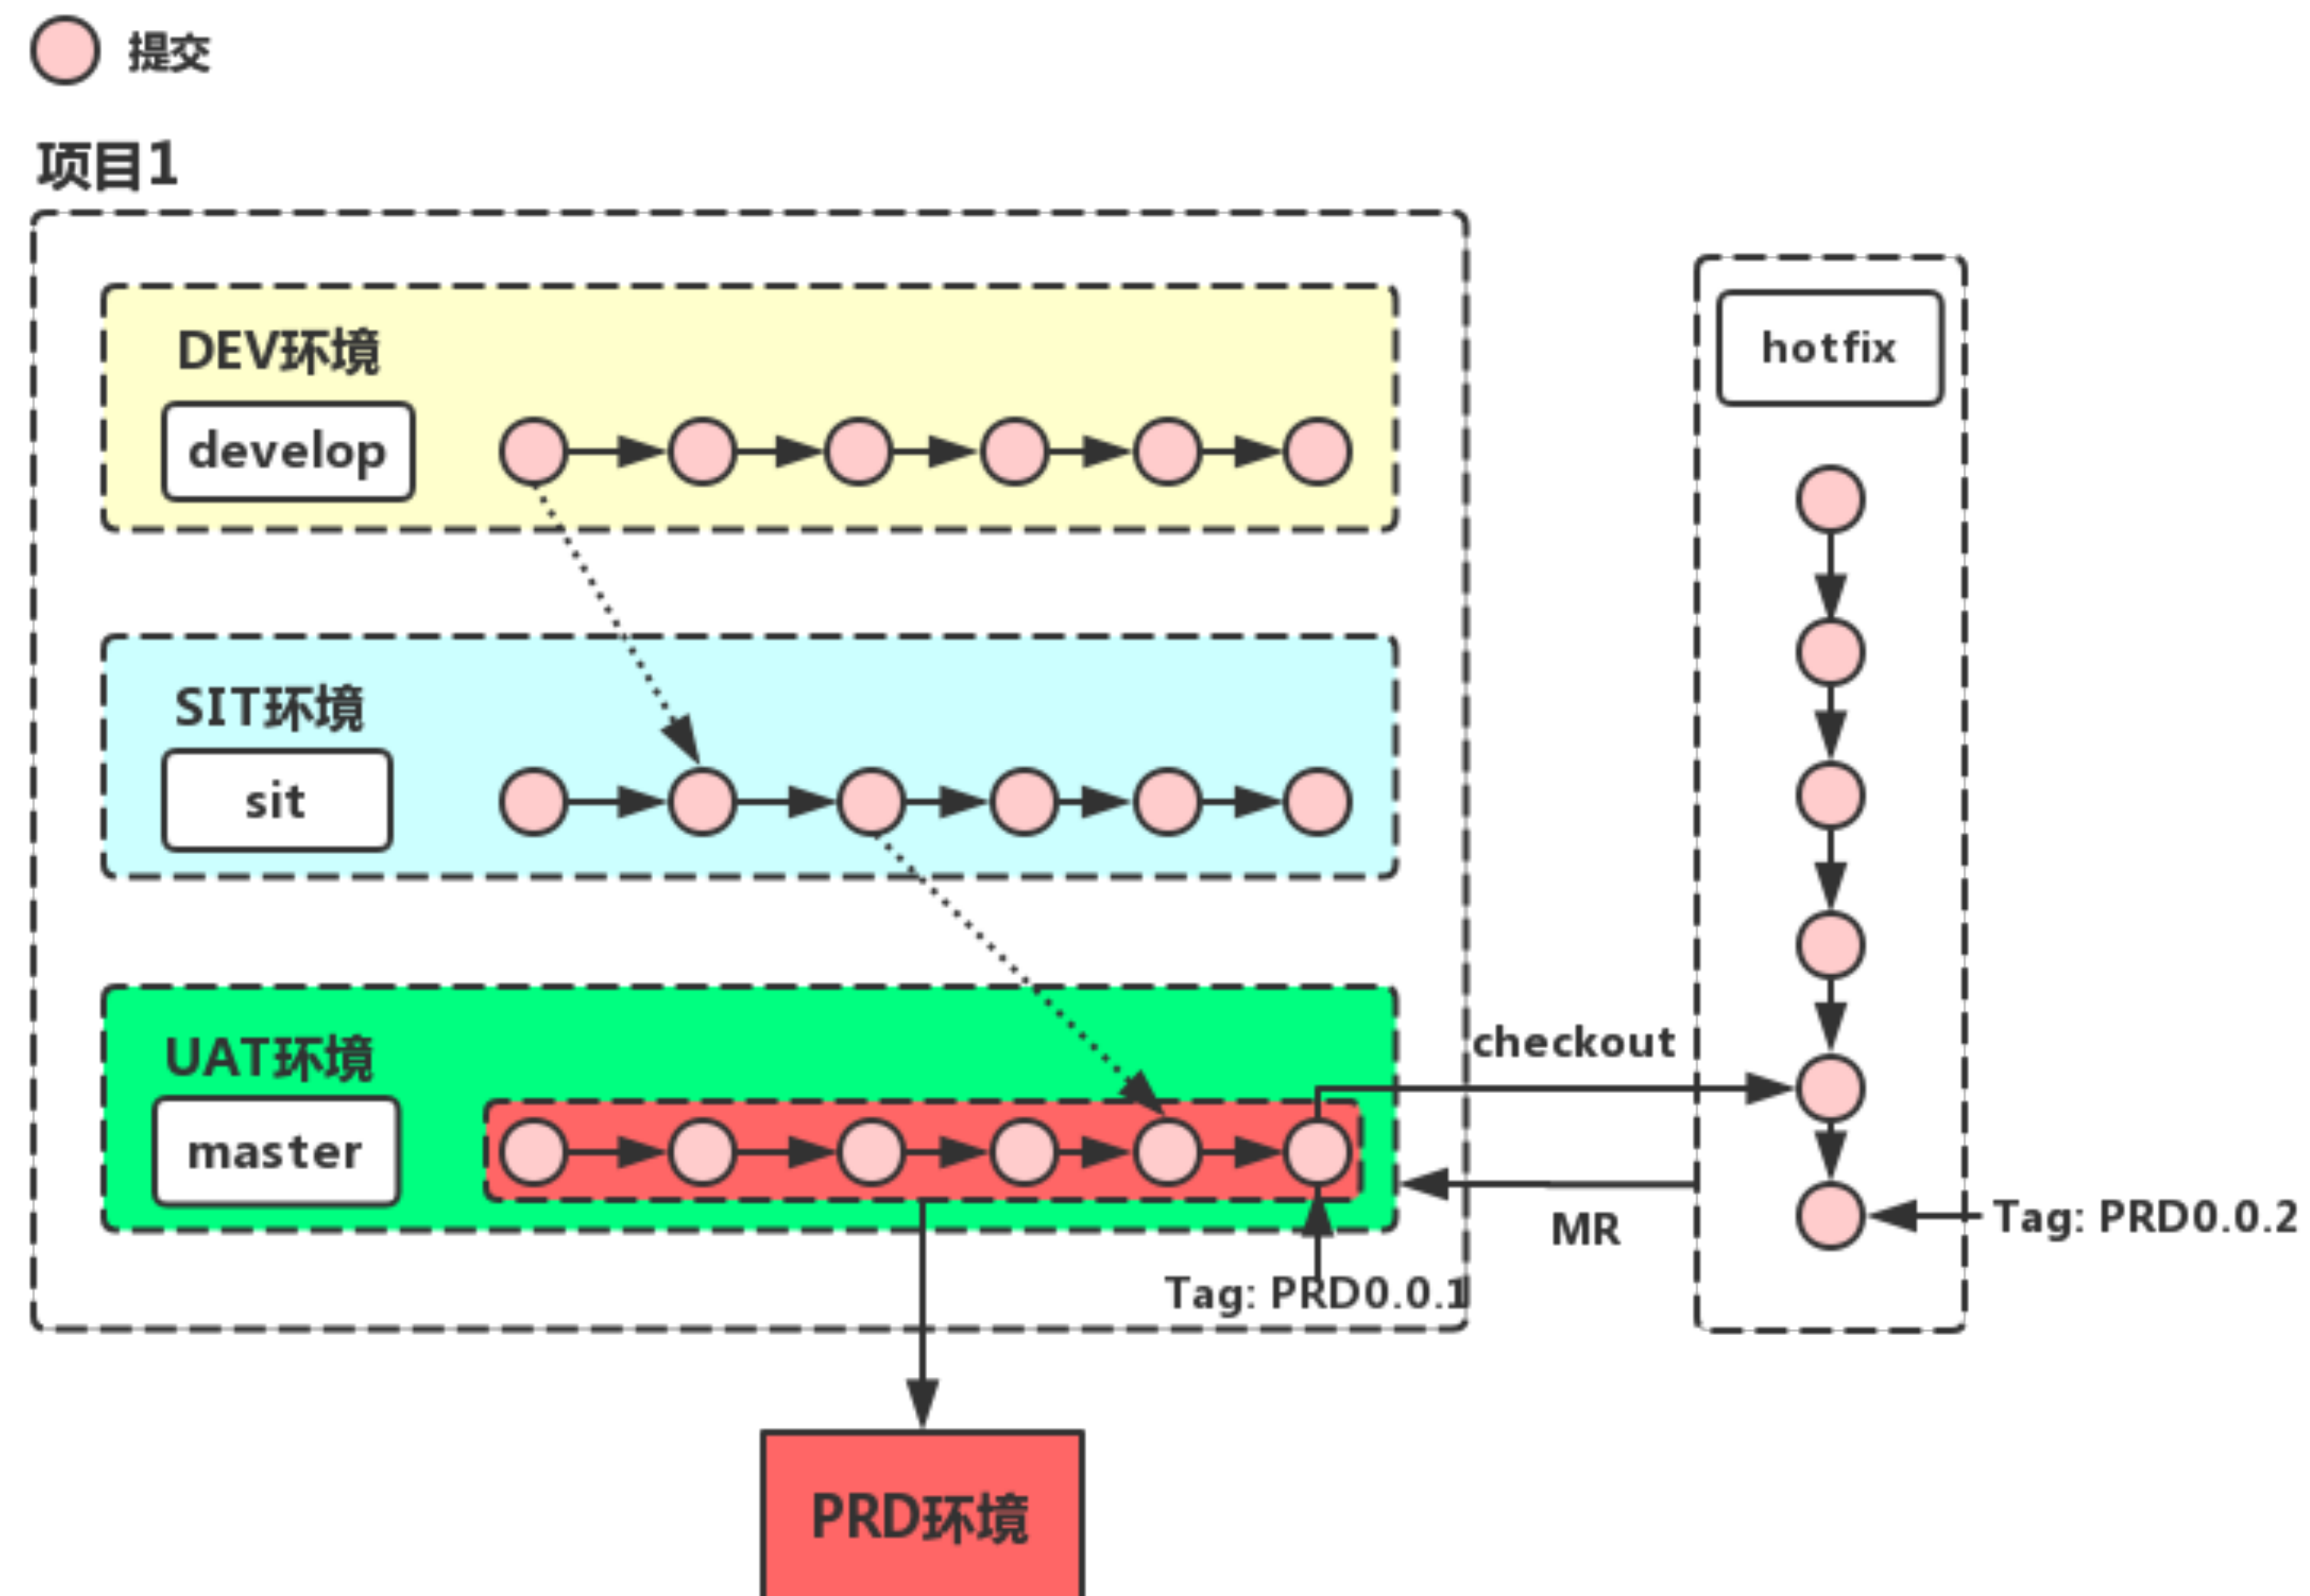 提交
项目1
DEV环境
develop
hotfix
SIT环境
sit
UAT环境
master
checkout
MR
Tag: PRD0.0.2
Tag: PRD0.0.1
PRD环境